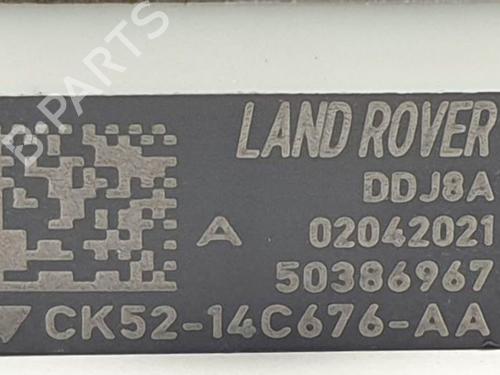 LAND ROVER
DDJ8A
A 02042021
50386967
CK52-14C676-AA
B-PARTS